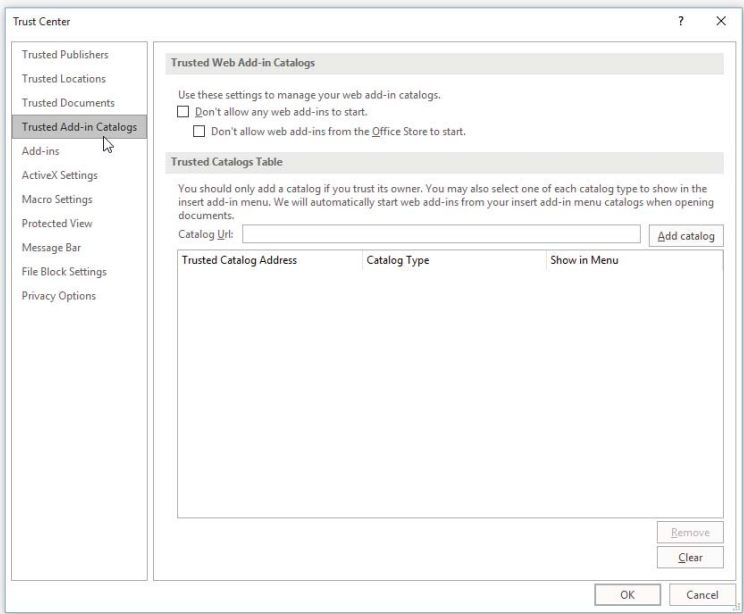 Trust Center
?
Trusted Publishers
Trusted Locations
Trusted Documents
Trusted Add-in Catalogs
Add-ins
ActiveX Settings
Macro Settings
Protected View
Message Bar
File Block Settings
Privacy Options
Trusted Web Add-in Catalogs
Use these settings to manage your web add-in catalogs.
Don't allow any web add-ins to start.
Don't allow web add-ins from the Office Store to start.
Trusted Catalogs Table
You should only add a catalog if you trust its owner. You may also select one of each catalog type to show in the
insert add-in menu. We will automatically start web add-ins from your insert add-in menu catalogs when opening
documents.
Catalog Url:
Add catalog
Trusted Catalog Address Catalog Type Show in Menu
Remove
Clear
OK Cancel